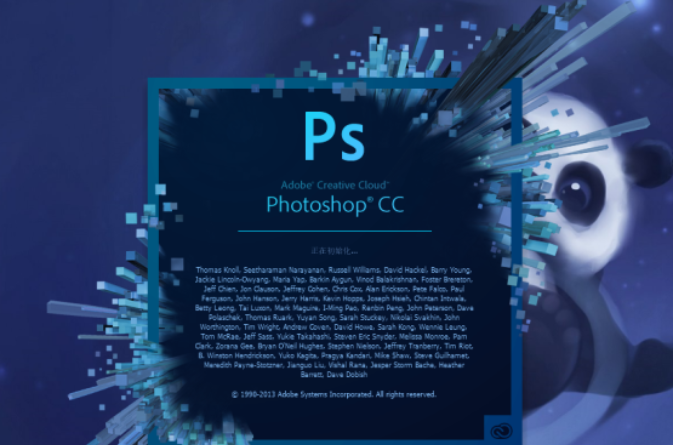 Ps
Adobe® Creative Cloud™
Photoshop® CC
正在初始化...
Thomas Knoll, Seetharaman Narayanan, Russell Williams, David Hackel, Barry Young,
Jackie Lincoln-Owyang, Maria Yap, Barkin Aygun, Vinod Balakrishnan, Foster Brereton,
Jeff Chien, Jon Clauson, Jeffrey Cohen, Chris Cox, Alan Erickson, Pete Falco, Paul
Ferguson, John Hanson, Jerry Harris, Kevin Hopps, Joseph Hsieh, Chintan Intwala,
Betty Leong, Tai Luxon, Mark Maguire, I-Ming Pao, Renbin Peng, John Peterson, Dave
Polaschek, Thomas Ruark, Yuyan Song, Sarah Stuckey, Nikolai Svakhin, John
Worthington, Tim Wright, Andrew Coven, David Howe, Sarah Kong, Wennie Leung,
Tom McRae, Jeff Sass, Yukie Takahashi, Steven Eric Snyder, Melissa Monroe, Pam
Clark, Zorana Gee, Bryan O'Neil Hughes, Stephen Nielson, Jeffrey Tranberry, Tim Riot,
B. Winston Hendrickson, Yuko Kagita, Pragya Kandari, Mike Shaw, Steve Guilhamet,
Meredith Payne-Stotzner, Jianguo Liu, Vishal Rana, Jesper Storm Bache, Heather
Barrett, Dave Dobish
© 1990-2013 Adobe Systems Incorporated. All rights reserved.